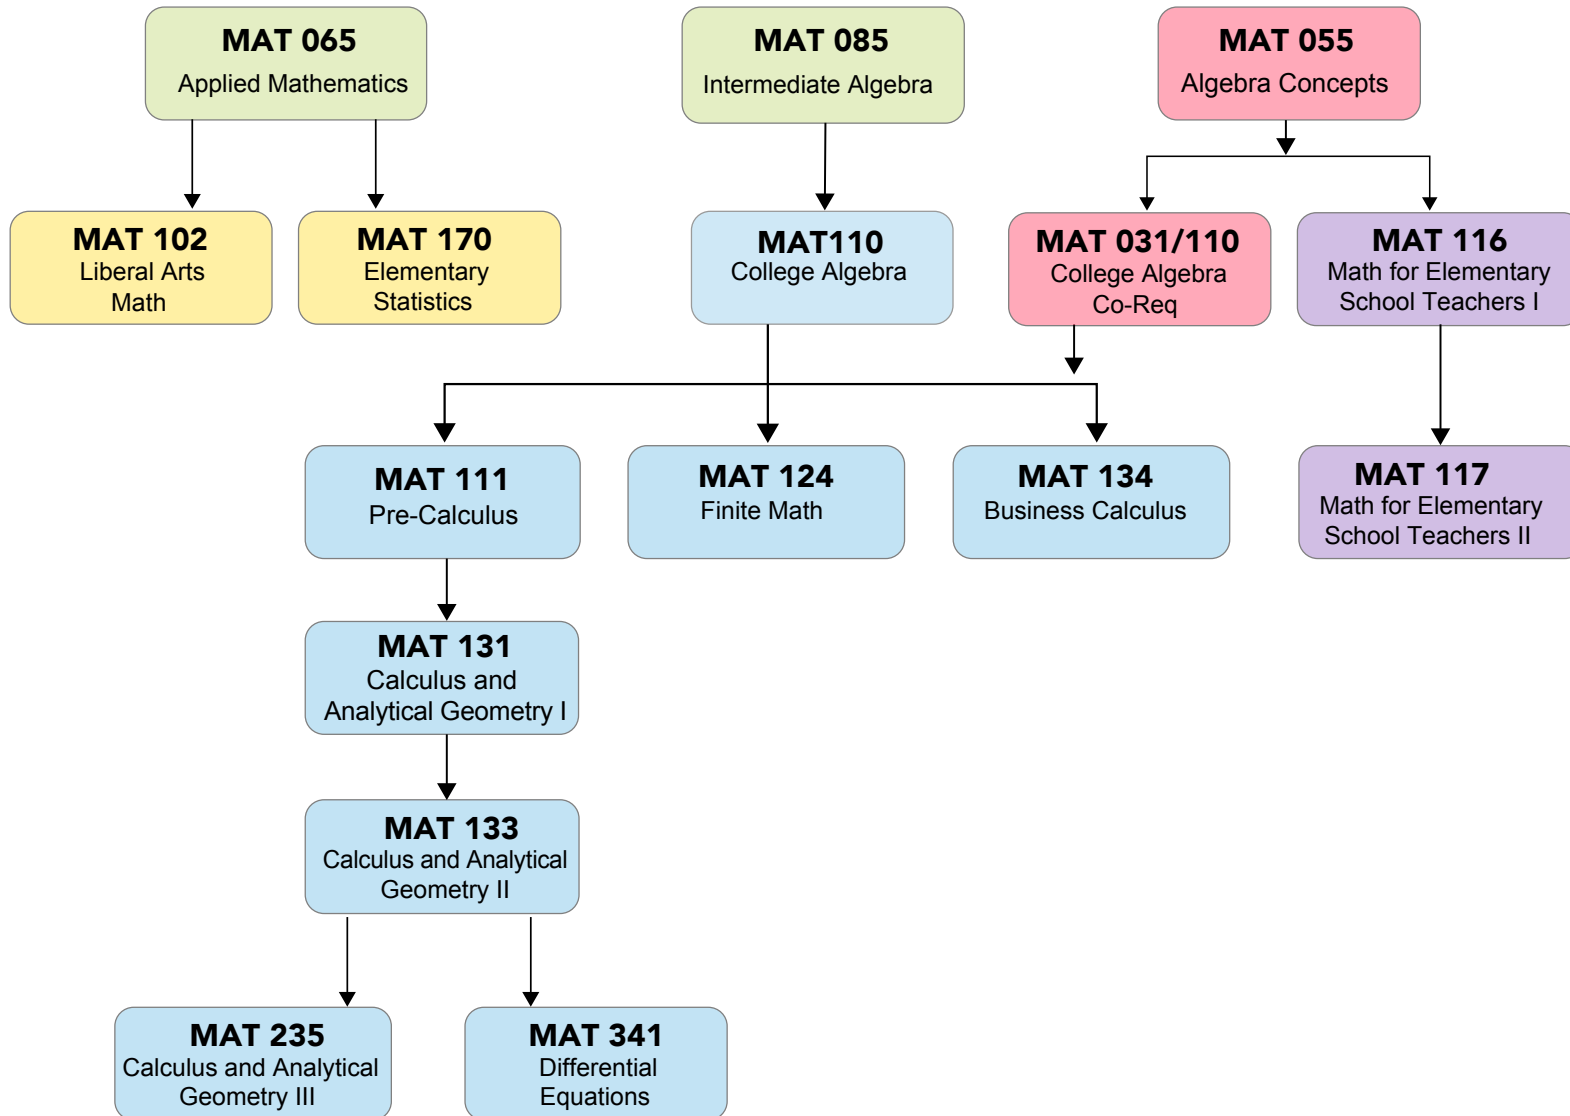 MAT 065
Applied Mathematics
MAT 085
Intermediate Algebra
MAT 055
Algebra Concepts
MAT 102
Liberal Arts
Math
MAT 170
Elementary
Statistics
MAT110
College Algebra
MAT 031/110
College Algebra
Co-Req
MAT 116
Math for Elementary
School Teachers I
MAT 111
Pre-Calculus
MAT 124
Finite Math
MAT 134
Business Calculus
MAT 117
Math for Elementary
School Teachers II
MAT 131
Calculus and
Analytical Geometry I
MAT 133
Calculus and Analytical
Geometry II
MAT 235
Calculus and Analytical
Geometry III
MAT 341
Differential
Equations